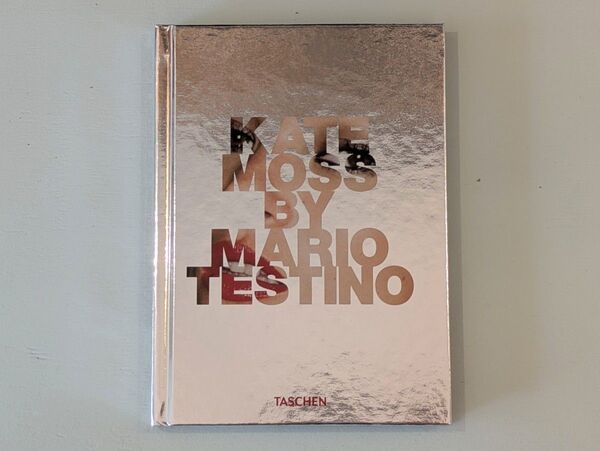 KATE
MOSS
BY
MARIO
TESTINO
TASCHEN